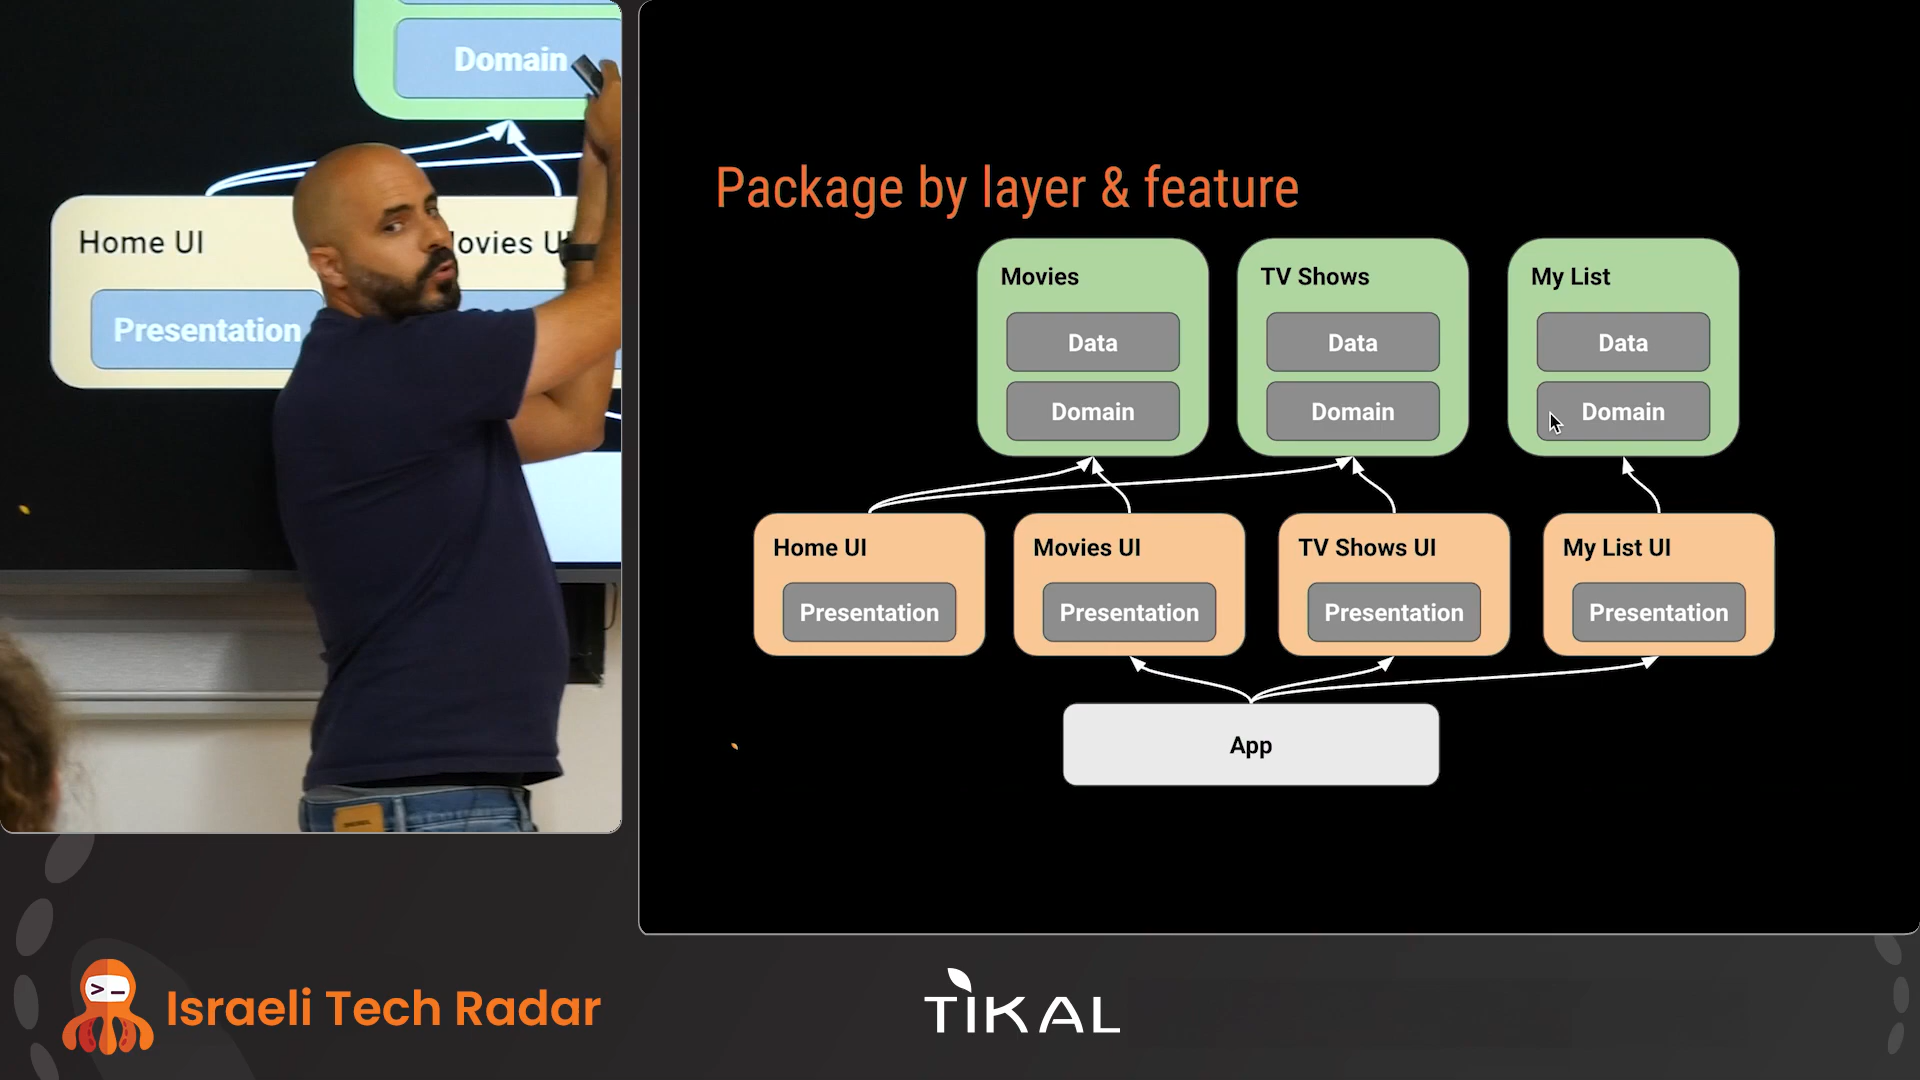 Domain
Home UI
ovies U
Presentation
Package by layer & feature
Movies
TV Shows
My List
Data
Data
Data
Domain
Domain
Domain
Home UI
Movies UI
TV Shows UI
My List UI
Presentation
Presentation
Presentation
Presentation
App
>_
Israeli Tech Radar
TIKAL